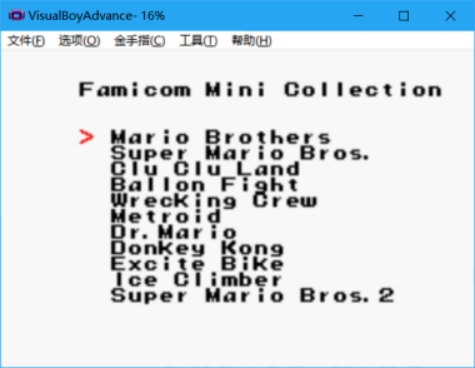 VisualBoyAdvance- 16%
文件(F) 选项(O) 金手指(C) 工具(T) 帮助(H)
Famicom Mini Collection
> Mario Brothers
Super Mario Bros.
Clu Clu Land
Ballon Fight
Wrecking Crew
Metroid
Dr.Mario
Donkey Kong
Excite Bike
Ice Climber
Super Mario Bros.2